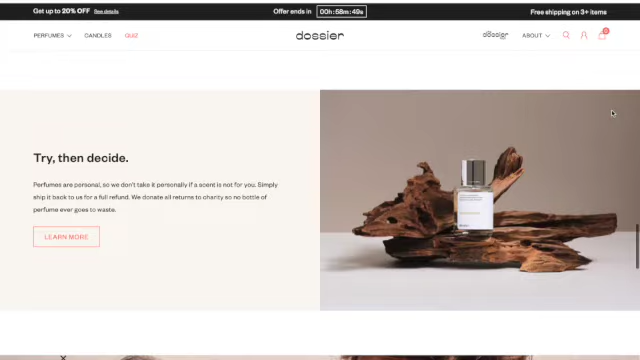 Get up to 20% OFF See details
Offer ends in 00h:58m:49s
Free shipping on 3+ items
PERFUMES
CANDLES
QUIZ
dossier
dossier
ABOUT
0
Try, then decide.
Perfumes are personal, so we don't take it personally if a scent is not for you. Simply
ship it back to us for a full refund. We donate all returns to charity so no bottle of
perfume ever goes to waste.
LEARN MORE